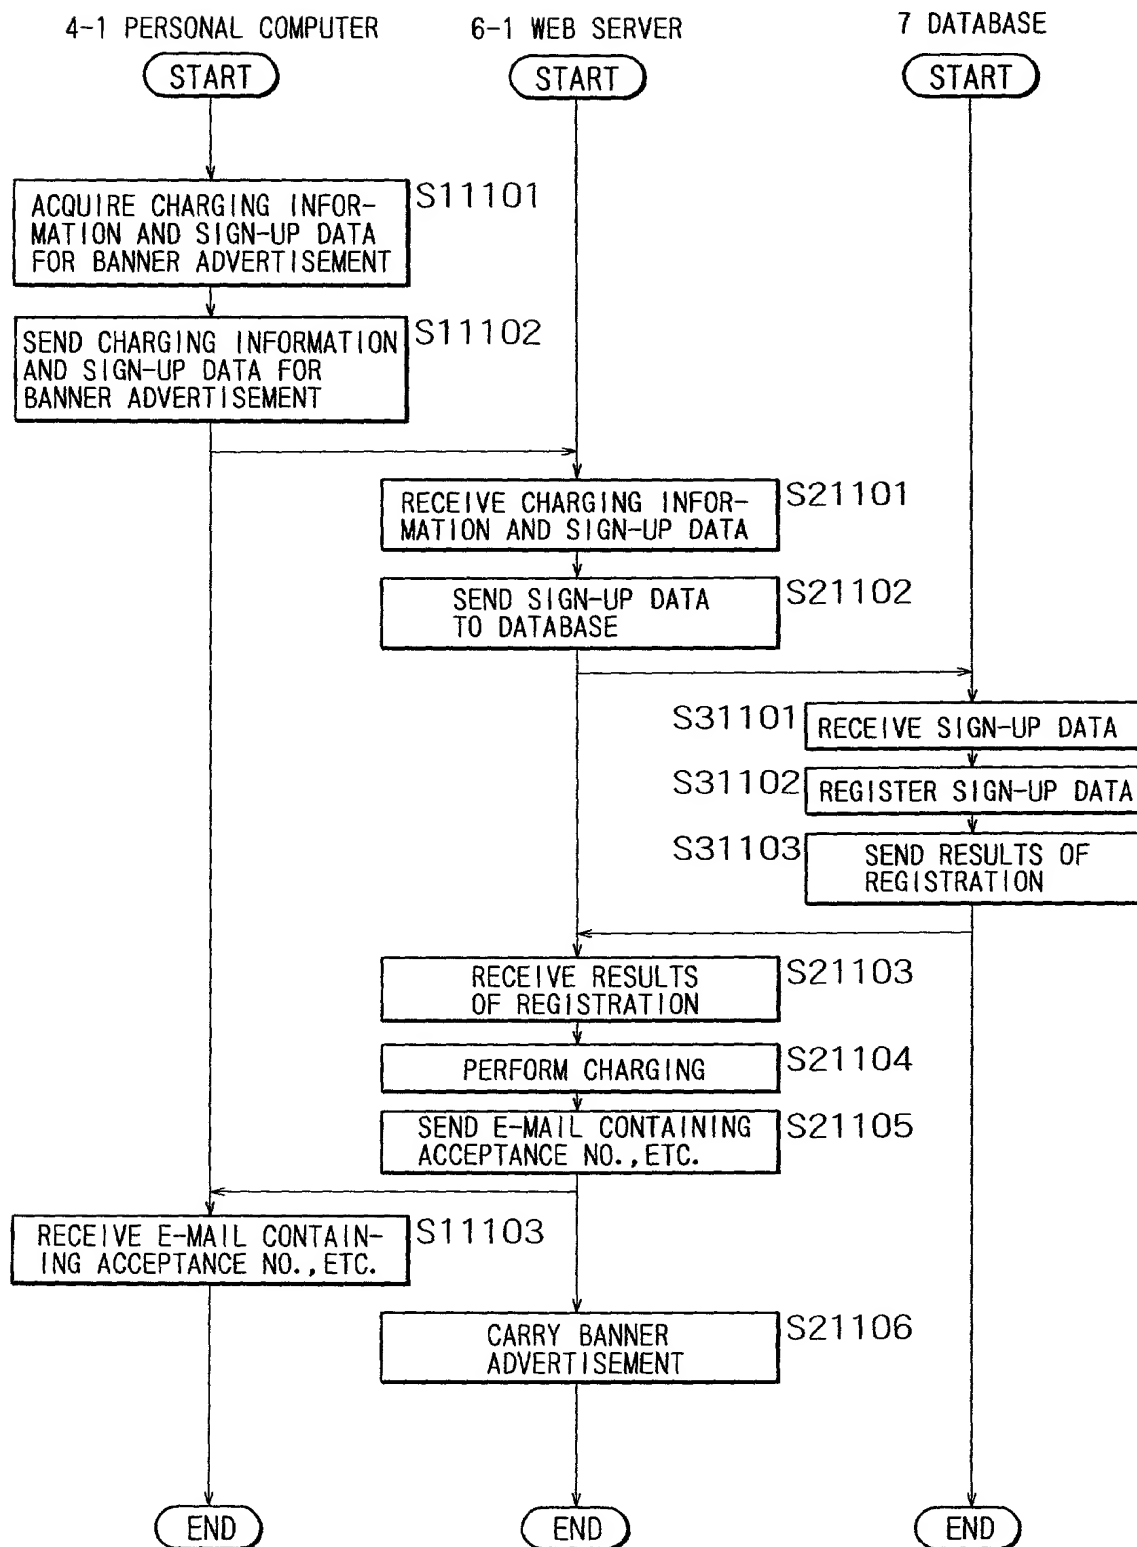 4-1 PERSONAL COMPUTER
6-1 WEB SERVER
7 DATABASE
START
START
START
ACQUIRE CHARGING INFOR-
MATION AND SIGN-UP DATA
FOR BANNER ADVERTISEMENT
S11101
SEND CHARGING INFORMATION
AND SIGN-UP DATA FOR
BANNER ADVERTISEMENT
S11102
RECEIVE CHARGING INFOR-
MATION AND SIGN-UP DATA
S21101
SEND SIGN-UP DATA
TO DATABASE
S21102
S31101
RECEIVE SIGN-UP DATA
S31102
REGISTER SIGN-UP DATA
S31103
SEND RESULTS OF
REGISTRATION
RECEIVE RESULTS
OF REGISTRATION
S21103
PERFORM CHARGING
S21104
SEND E-MAIL CONTAINING
ACCEPTANCE NO., ETC.
S21105
RECEIVE E-MAIL CONTAIN-
ING ACCEPTANCE NO., ETC.
S11103
CARRY BANNER
ADVERTISEMENT
S21106
END
END
END